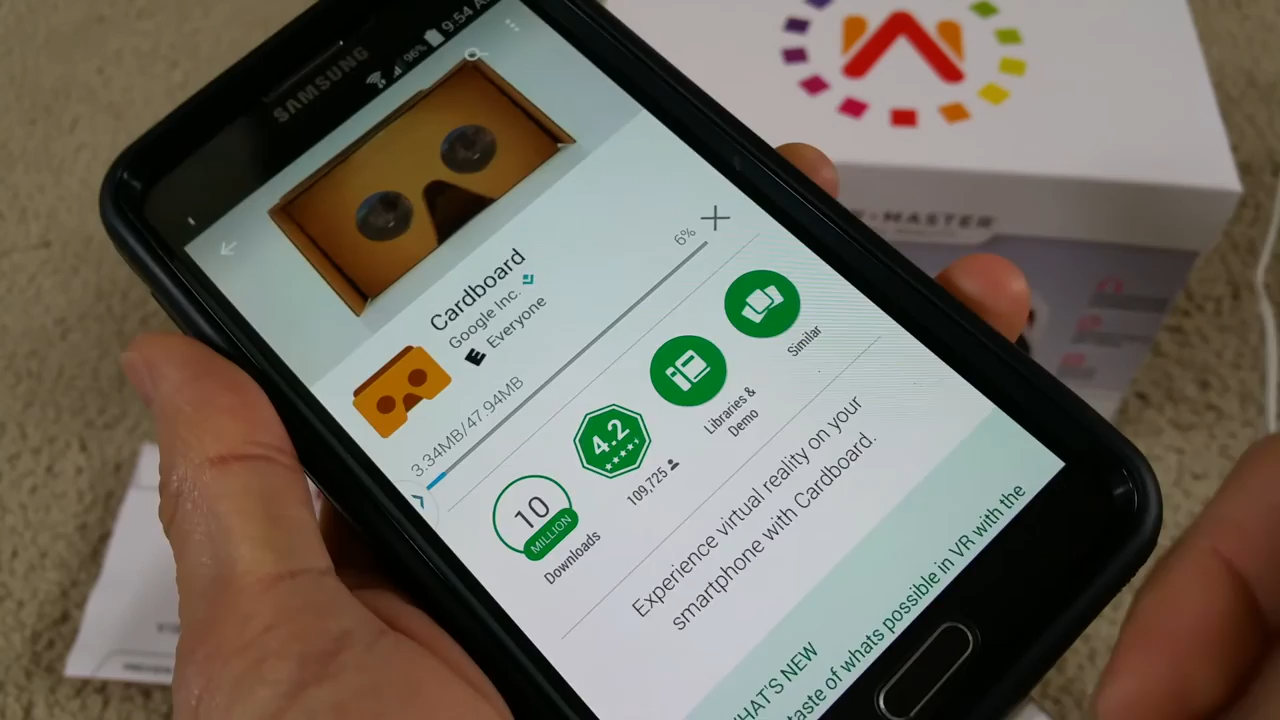 SAMSUNG
96% 9:54
Cardboard
Google Inc.
E Everyone
3.34MB/47.94MB
6%
10
MILLION
Downloads
4.2
109,725
Libraries &
Demo
Similar
Experience virtual reality on your
smartphone with Cardboard.
WHAT'S NEW
taste of whats possible in VR with the
MASTER